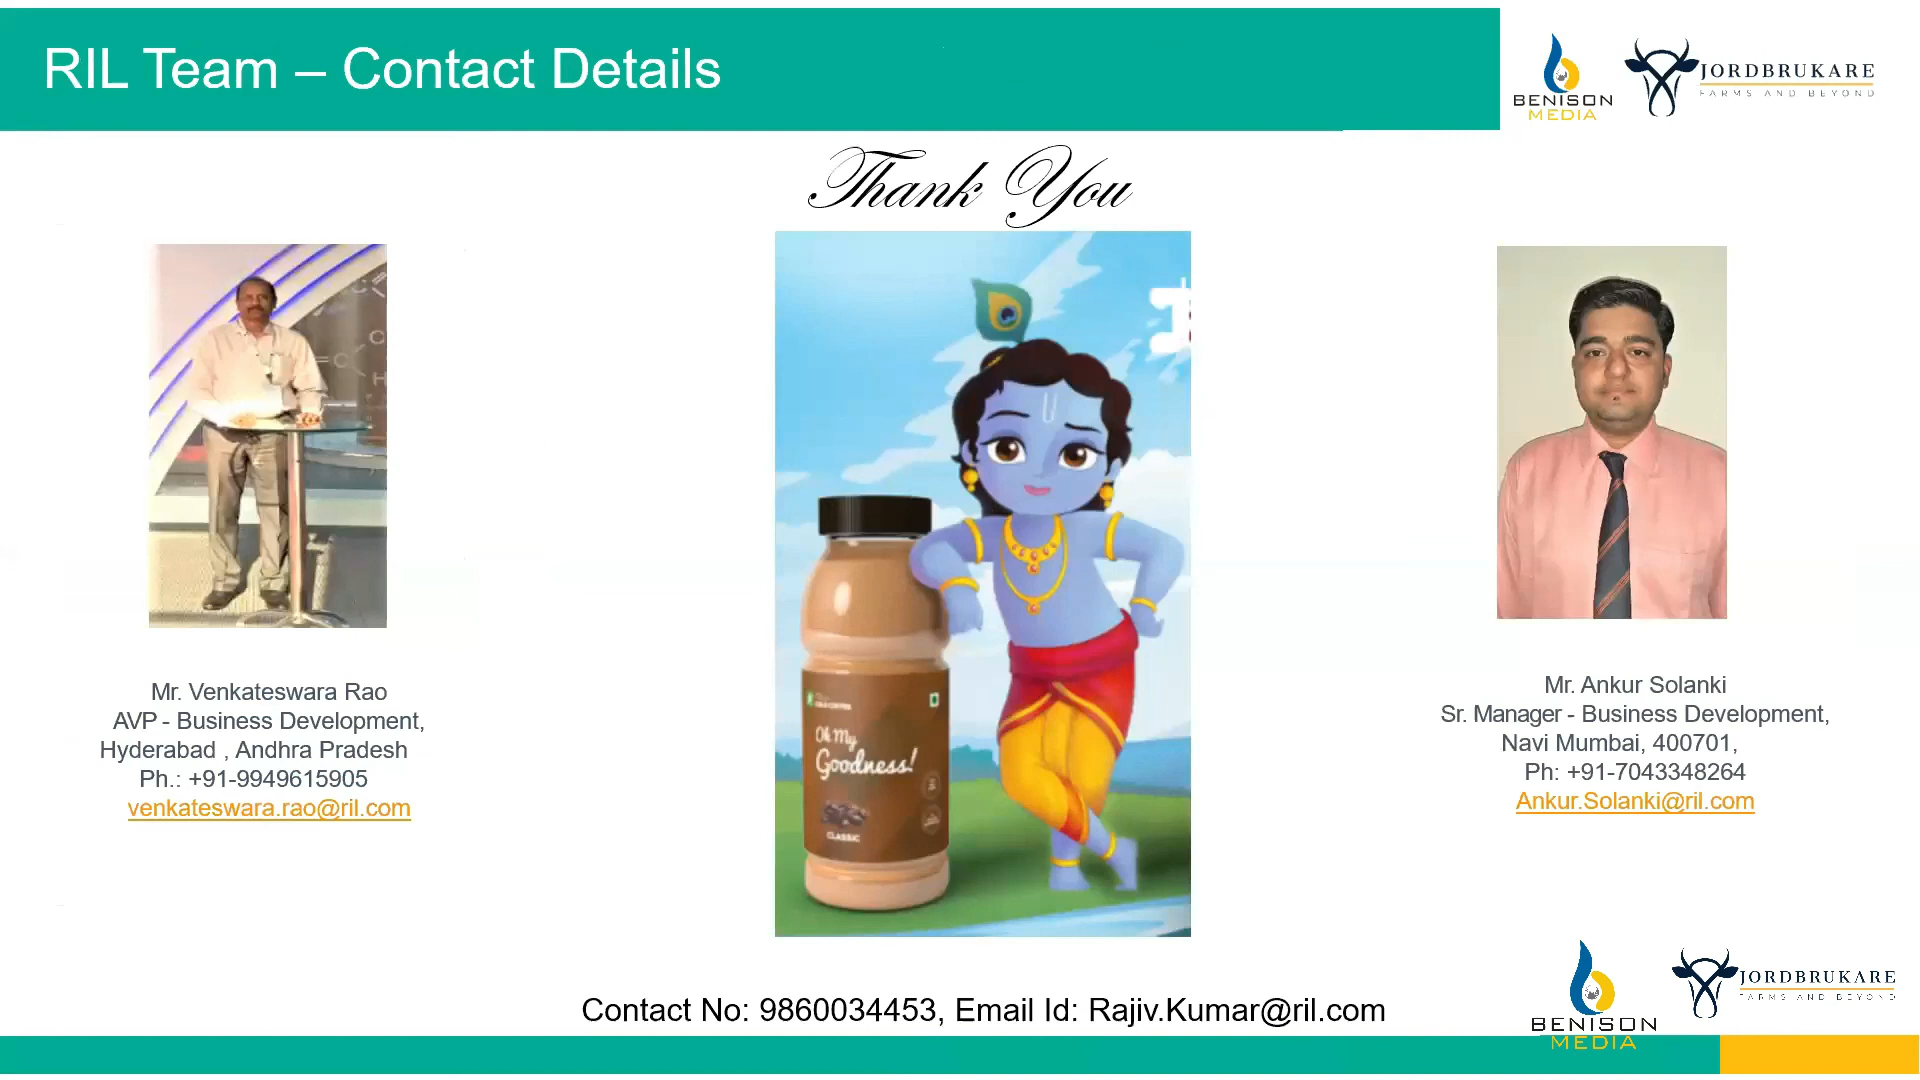 RIL Team – Contact Details
BENISON
MEDIA
JORDBRUKARE
FARMS AND BEYOND
Thank You
Oh My
Goodness!
CLASSIC
Mr. Venkateswara Rao
AVP - Business Development,
Hyderabad , Andhra Pradesh
Ph.: +91-9949615905
venkateswara.rao@ril.com
Mr. Ankur Solanki
Sr. Manager - Business Development,
Navi Mumbai, 400701,
Ph: +91-7043348264
Ankur.Solanki@ril.com
Contact No: 9860034453, Email Id: Rajiv.Kumar@ril.com
BENISON
MEDIA
JORDBRUKARE
FARMS AND BEYOND